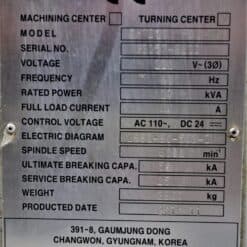 MACHINING CENTER TURNING CENTER
MODEL
SERIAL NO.
VOLTAGE V~(3Ø)
FREQUENCY Hz
RATED POWER kVA
FULL LOAD CURRENT A
CONTROL VOLTAGE AC 110~, DC 24
ELECTRIC DIAGRAM
SPINDLE SPEED min⁻¹
ULTIMATE BREAKING CAPA. kA
SERVICE BREAKING CAPA. kA
WEIGHT kg
PRODUCTED DATE
391-8, GAUMJUNG DONG
CHANGWON, GYUNGNAM, KOREA